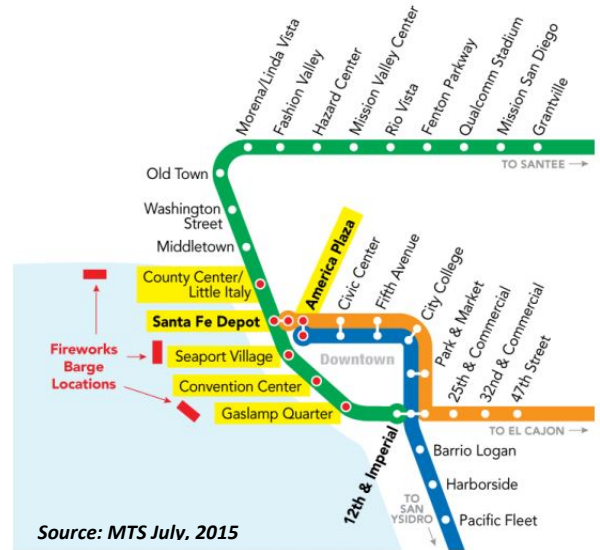 Morena/Linda Vista
Fashion Valley
Hazard Center
Mission Valley Center
Rio Vista
Fenton Parkway
Qualcomm Stadium
Mission San Diego
Grantville
TO SANTEE
Old Town
Washington
Street
Middletown
County Center/
Little Italy
America Plaza
Civic Center
Fifth Avenue
City College
Park & Market
25th & Commercial
32nd & Commercial
47th Street
Santa Fe Depot
Fireworks
Barge
Locations
Seaport Village
Downtown
Convention Center
Gaslamp Quarter
TO EL CAJON
12th & Imperial
Barrio Logan
Harborside
TO
SAN
YSIDRO
Pacific Fleet
Source: MTS July, 2015